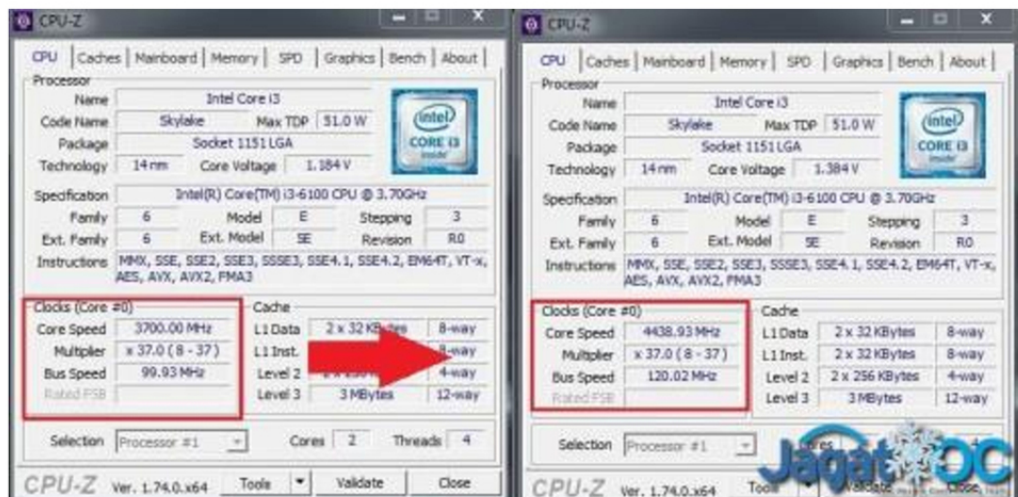 CPU-Z
CPU Caches Mainboard Memory SPD Graphics Bench About
Processor
Name Intel Core i3
Code Name Skylake Max TDP 51.0 W
Package Socket 1151 LGA
Technology 14 nm Core Voltage 1.184 V
intel CORE i3 inside
Specification Intel(R) Core(TM) i3-6100 CPU @ 3.70GHz
Family 6 Model E Stepping 3
Ext. Family 6 Ext. Model 5E Revision R0
Instructions MMX, SSE, SSE2, SSE3, SSSE3, SSE4.1, SSE4.2, EM64T, VT-x,
AES, AVX, AVX2, FMA3
Clocks (Core #0) Cache
Core Speed 3700.00 MHz L1 Data 2 x 32 KBytes 8-way
Multiplier x 37.0 ( 8 - 37 ) L1 Inst. 8-way
Bus Speed 99.93 MHz Level 2 4-way
Rated FSB Level 3 3 MBytes 12-way
Selection Processor #1 Cores 2 Threads 4
CPU-Z Ver. 1.74.0.x64 Tools Validate Close
CPU-Z
CPU Caches Mainboard Memory SPD Graphics Bench About
Processor
Name Intel Core i3
Code Name Skylake Max TDP 51.0 W
Package Socket 1151 LGA
Technology 14 nm Core Voltage 1.384 V
intel CORE i3 inside
Specification Intel(R) Core(TM) i3-6100 CPU @ 3.70GHz
Family 6 Model E Stepping 3
Ext. Family 6 Ext. Model 5E Revision R0
Instructions MMX, SSE, SSE2, SSE3, SSSE3, SSE4.1, SSE4.2, EM64T, VT-x,
AES, AVX, AVX2, FMA3
Clocks (Core #0) Cache
Core Speed 4438.93 MHz L1 Data 2 x 32 KBytes 8-way
Multiplier x 37.0 ( 8 - 37 ) L1 Inst. 2 x 32 KBytes 8-way
Bus Speed 120.02 MHz Level 2 2 x 256 KBytes 4-way
Rated FSB Level 3 3 MBytes 12-way
Selection Processor #1
JagatOC
CPU-Z Ver. 1.74.0.x64